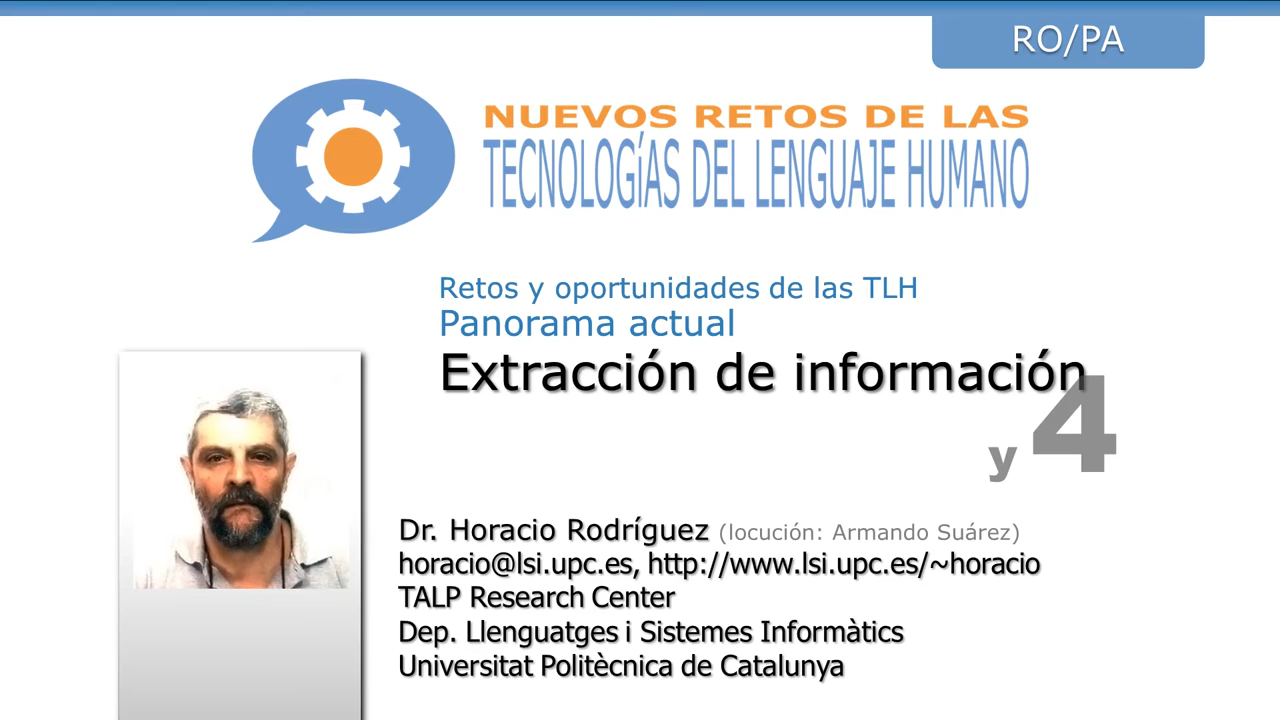 RO/PA
NUEVOS RETOS DE LAS
TECNOLOGíAS DEL LENGUAJE HUMANO
Retos y oportunidades de las TLH
Panorama actual
Extracción de información
y 4
Dr. Horacio Rodríguez (locución: Armando Suárez)
horacio@lsi.upc.es, http://www.lsi.upc.es/~horacio
TALP Research Center
Dep. Llenguatges i Sistemes Informàtics
Universitat Politècnica de Catalunya